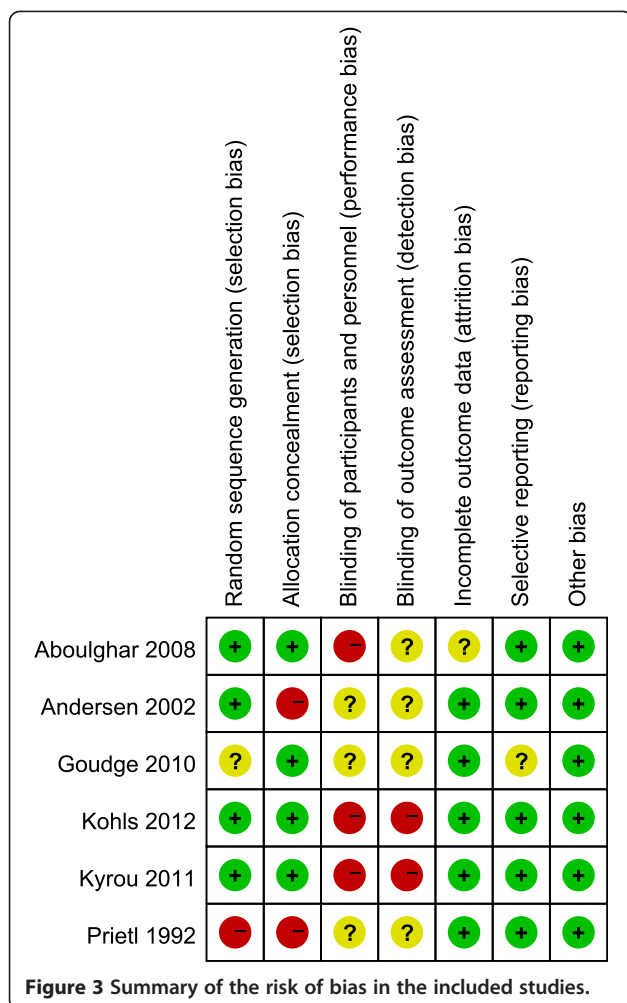 Random sequence generation (selection bias)
Allocation concealment (selection bias)
Blinding of participants and personnel (performance bias)
Blinding of outcome assessment (detection bias)
Incomplete outcome data (attrition bias)
Selective reporting (reporting bias)
Other bias
Aboulghar 2008 + + – ? ? + +
Andersen 2002 + – ? ? + + +
Goudge 2010 ? + ? ? + ? +
Kohls 2012 + + – – + + +
Kyrou 2011 + + – – + + +
Prietl 1992 – – ? ? + + +
Figure 3 Summary of the risk of bias in the included studies.